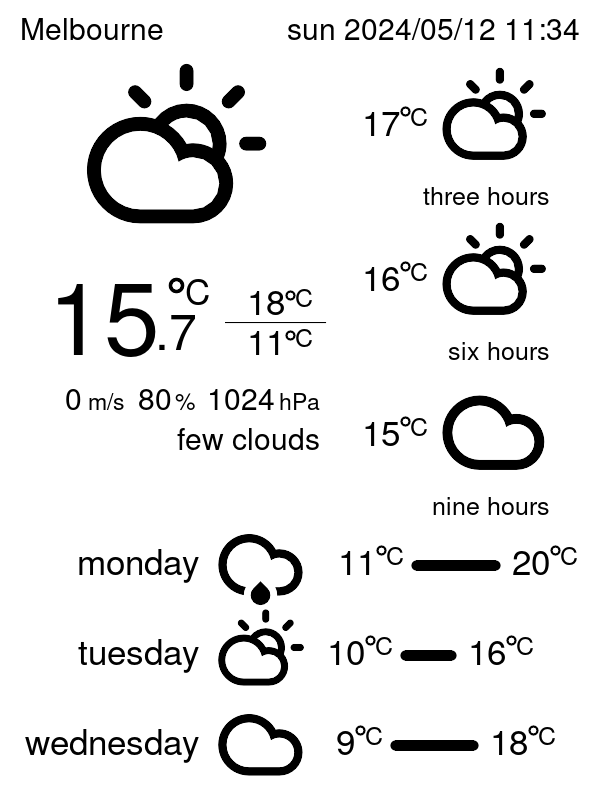 Melbourne sun 2024/05/12 11:34
17°C
three hours
15.7°C 18°C
11°C
16°C
six hours
0 m/s 80% 1024 hPa
few clouds
15°C
nine hours
monday 11°C 20°C
tuesday 10°C 16°C
wednesday 9°C 18°C